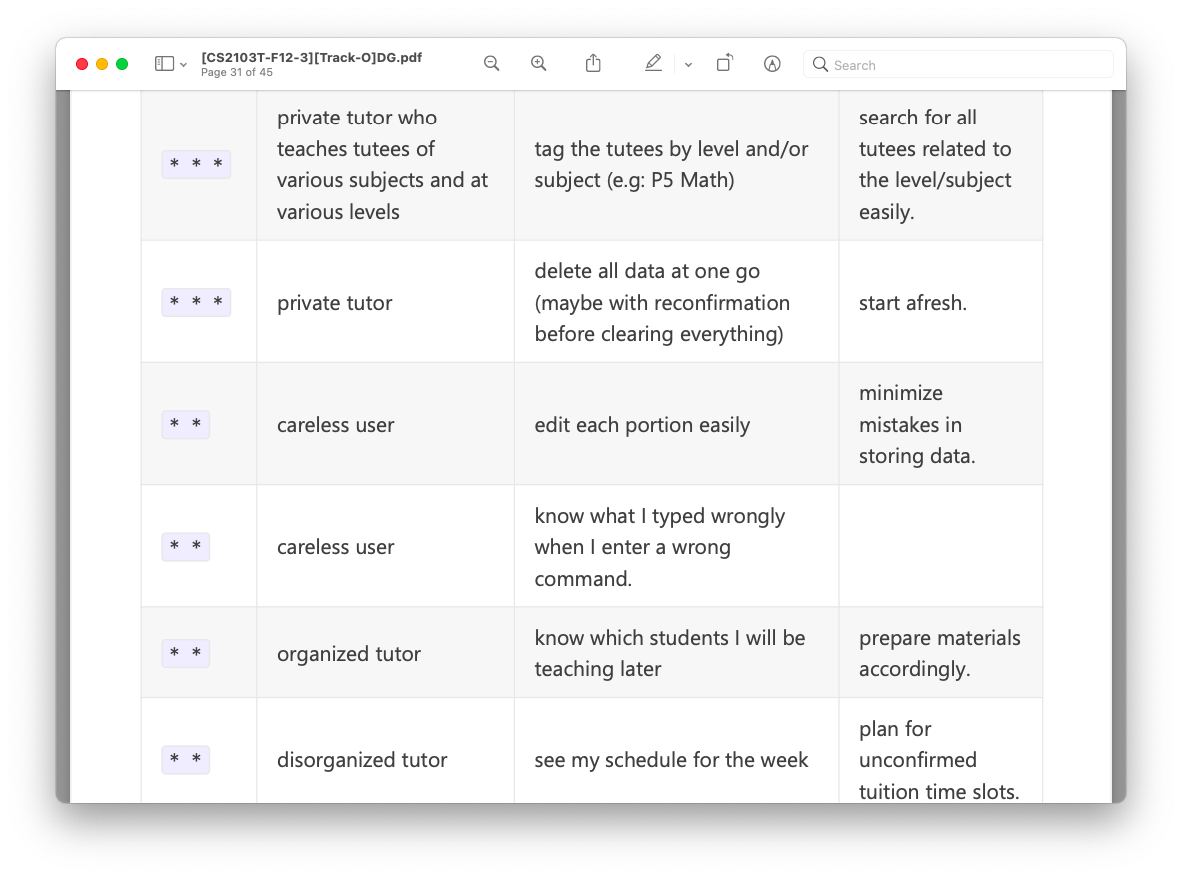 [CS2103T-F12-3][Track-O]DG.pdf
Page 31 of 45
Search
* * *
private tutor who
teaches tutees of
various subjects and at
various levels
tag the tutees by level and/or
subject (e.g: P5 Math)
search for all
tutees related to
the level/subject
easily.
* * *
private tutor
delete all data at one go
(maybe with reconfirmation
before clearing everything)
start afresh.
* *
careless user
edit each portion easily
minimize
mistakes in
storing data.
* *
careless user
know what I typed wrongly
when I enter a wrong
command.
* *
organized tutor
know which students I will be
teaching later
prepare materials
accordingly.
* *
disorganized tutor
see my schedule for the week
plan for
unconfirmed
tuition time slots.